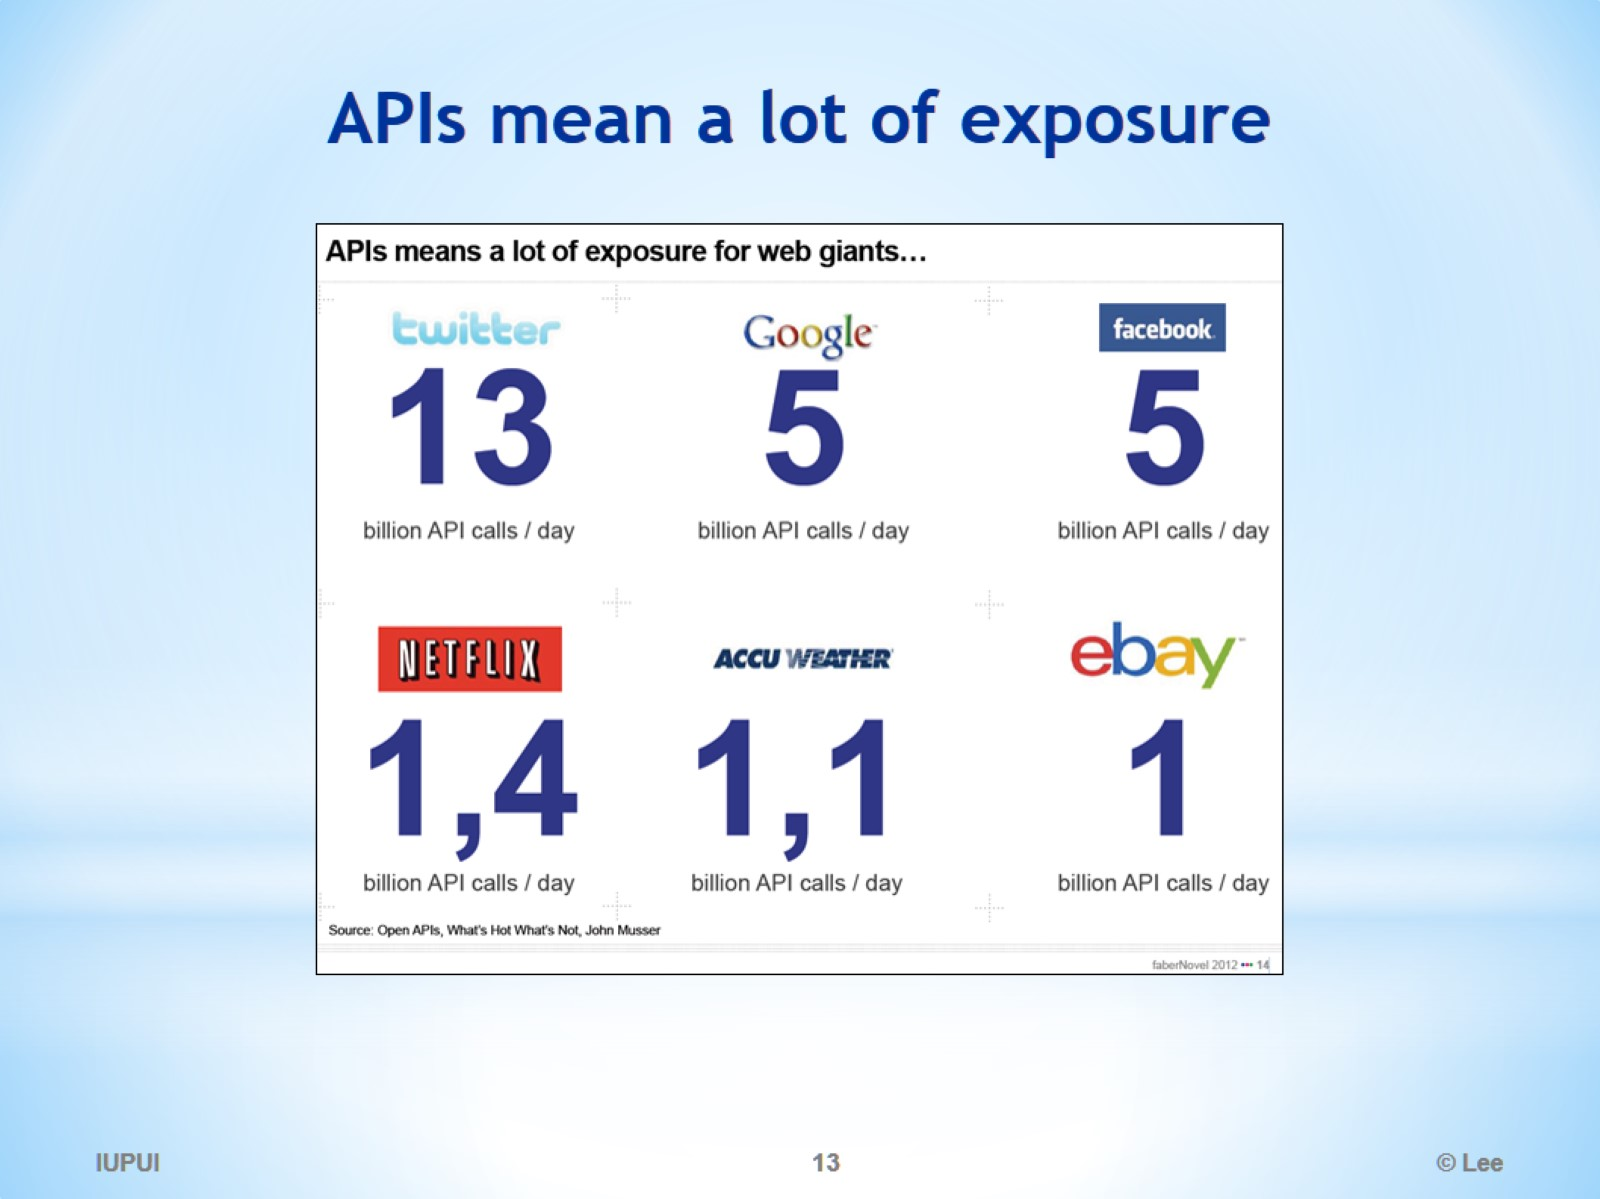 APIs mean a lot of exposure
APIs means a lot of exposure for web giants...
twitter
Google
facebook
13
5
5
billion API calls / day
billion API calls / day
billion API calls / day
NETFLIX
ACCU WEATHER
ebay
1,4
1,1
1
billion API calls / day
billion API calls / day
billion API calls / day
Source: Open APIs, What's Hot What's Not, John Musser
faberNovel 2012 ••• 14
IUPUI
13
© Lee